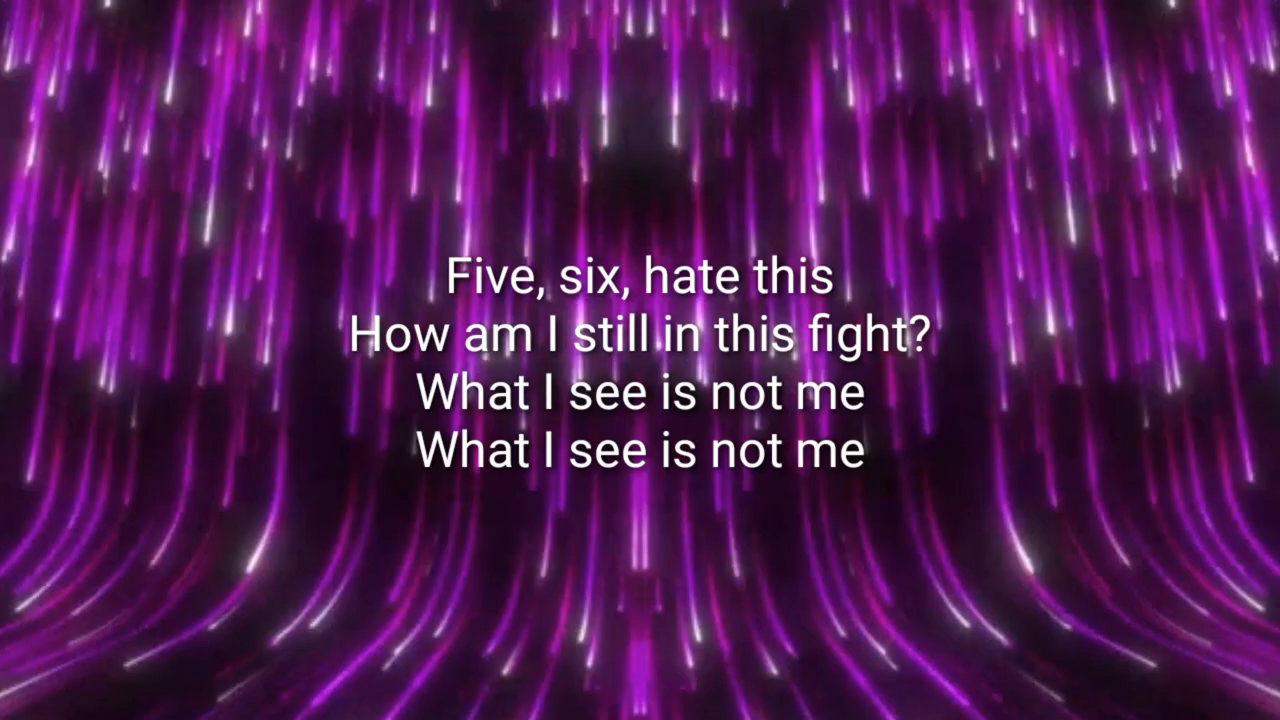 Five, six, hate this
How am I still in this fight?
What I see is not me
What I see is not me